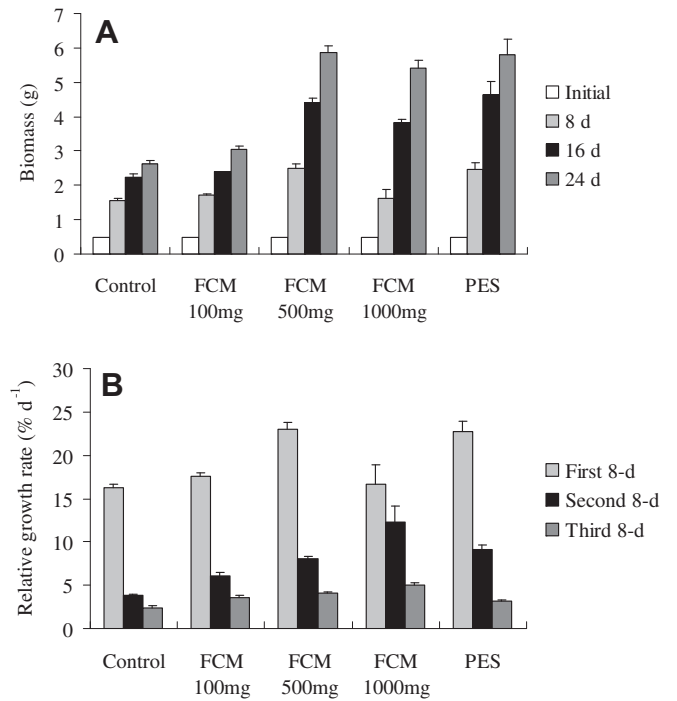 A
Biomass (g)
7
6
5
4
3
2
1
0
Initial
8 d
16 d
24 d
Control
FCM
100mg
FCM
500mg
FCM
1000mg
PES
B
Relative growth rate (% d⁻¹)
30
25
20
15
10
5
0
First 8-d
Second 8-d
Third 8-d
Control
FCM
100mg
FCM
500mg
FCM
1000mg
PES